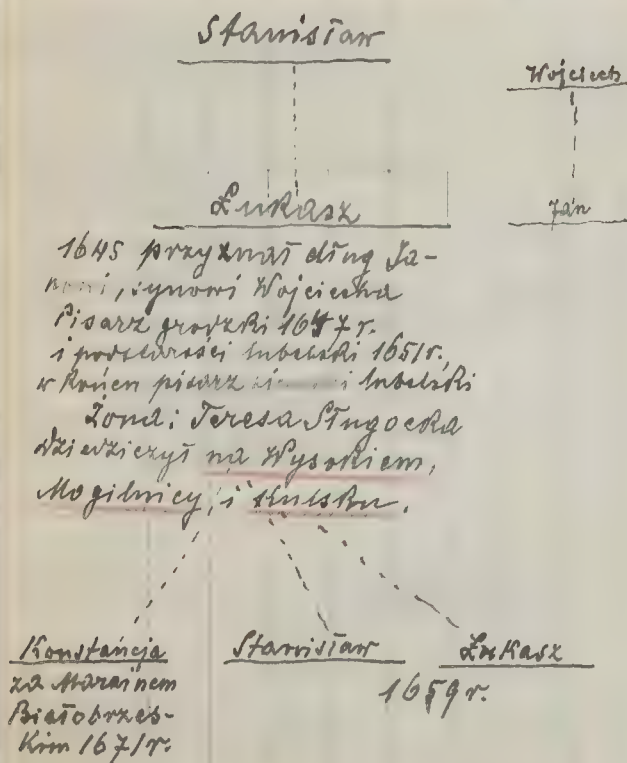 Stanisław
Wojciech
Łukasz
Jan
1645 przyznał dług Ja-
nowi, synowi Wojciecha
Pisarz grodzki 1647 r.
i podstarości lubelski 1651 r.,
w końcu pisarz lubelski
Żona: Teresa Sługocka
dziedziczył na Wysokiem,
Mogilnicy, i Kulsku.
Konstancja
Stanisław
Łukasz
za Marcinem
1659 r.
Białobrzes-
kim 1671 r.